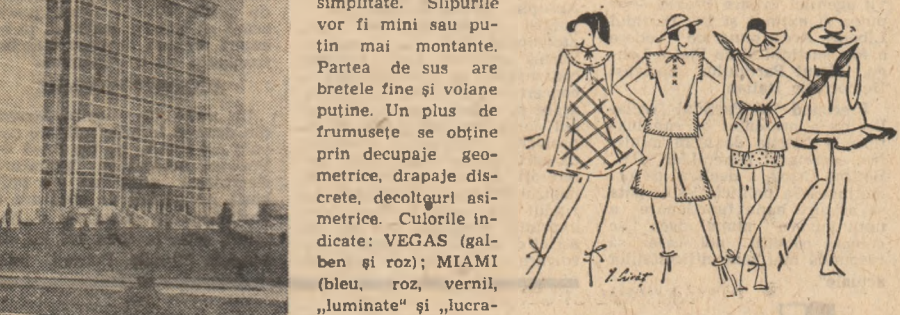 simplitate. Slipurile
vor fi mini sau pu-
țin mai montante.
Partea de sus are
bretele fine și volane
puține. Un plus de
frumusețe se obține
prin decupaje geo-
metrice, drapaje dis-
crete, decolteuri asi-
metrice. Culorile in-
dicate: VEGAS (gal-
ben și roz); MIAMI
(bleu, roz, vernil,
„luminate“ și „lucra-